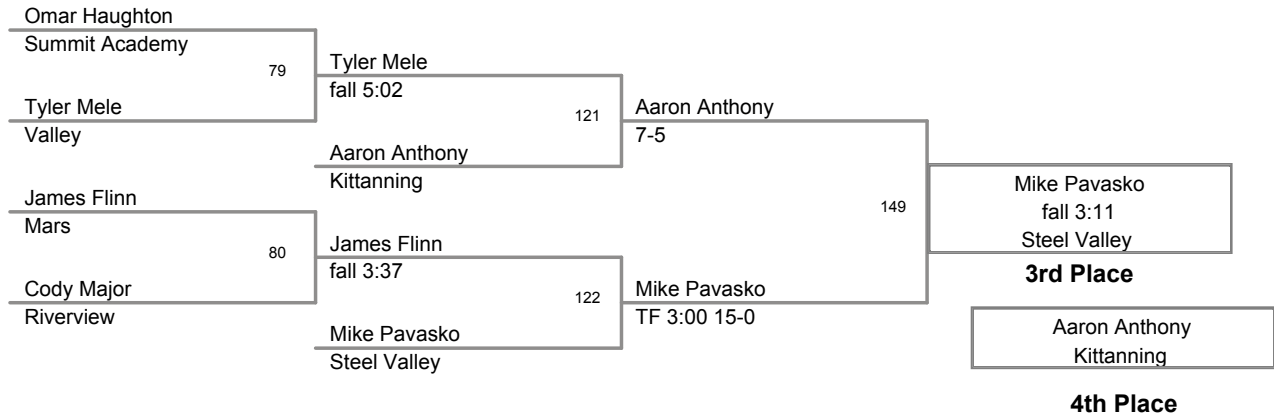 Omar Haughton
Summit Academy
79
Tyler Mele
fall 5:02
Tyler Mele
Valley
121
Aaron Anthony
7-5
Aaron Anthony
Kittanning
James Flinn
Mars
149
Mike Pavasko
fall 3:11
Steel Valley
80
James Flinn
fall 3:37
3rd Place
Cody Major
Riverview
122
Mike Pavasko
TF 3:00 15-0
Mike Pavasko
Steel Valley
Aaron Anthony
Kittanning
4th Place